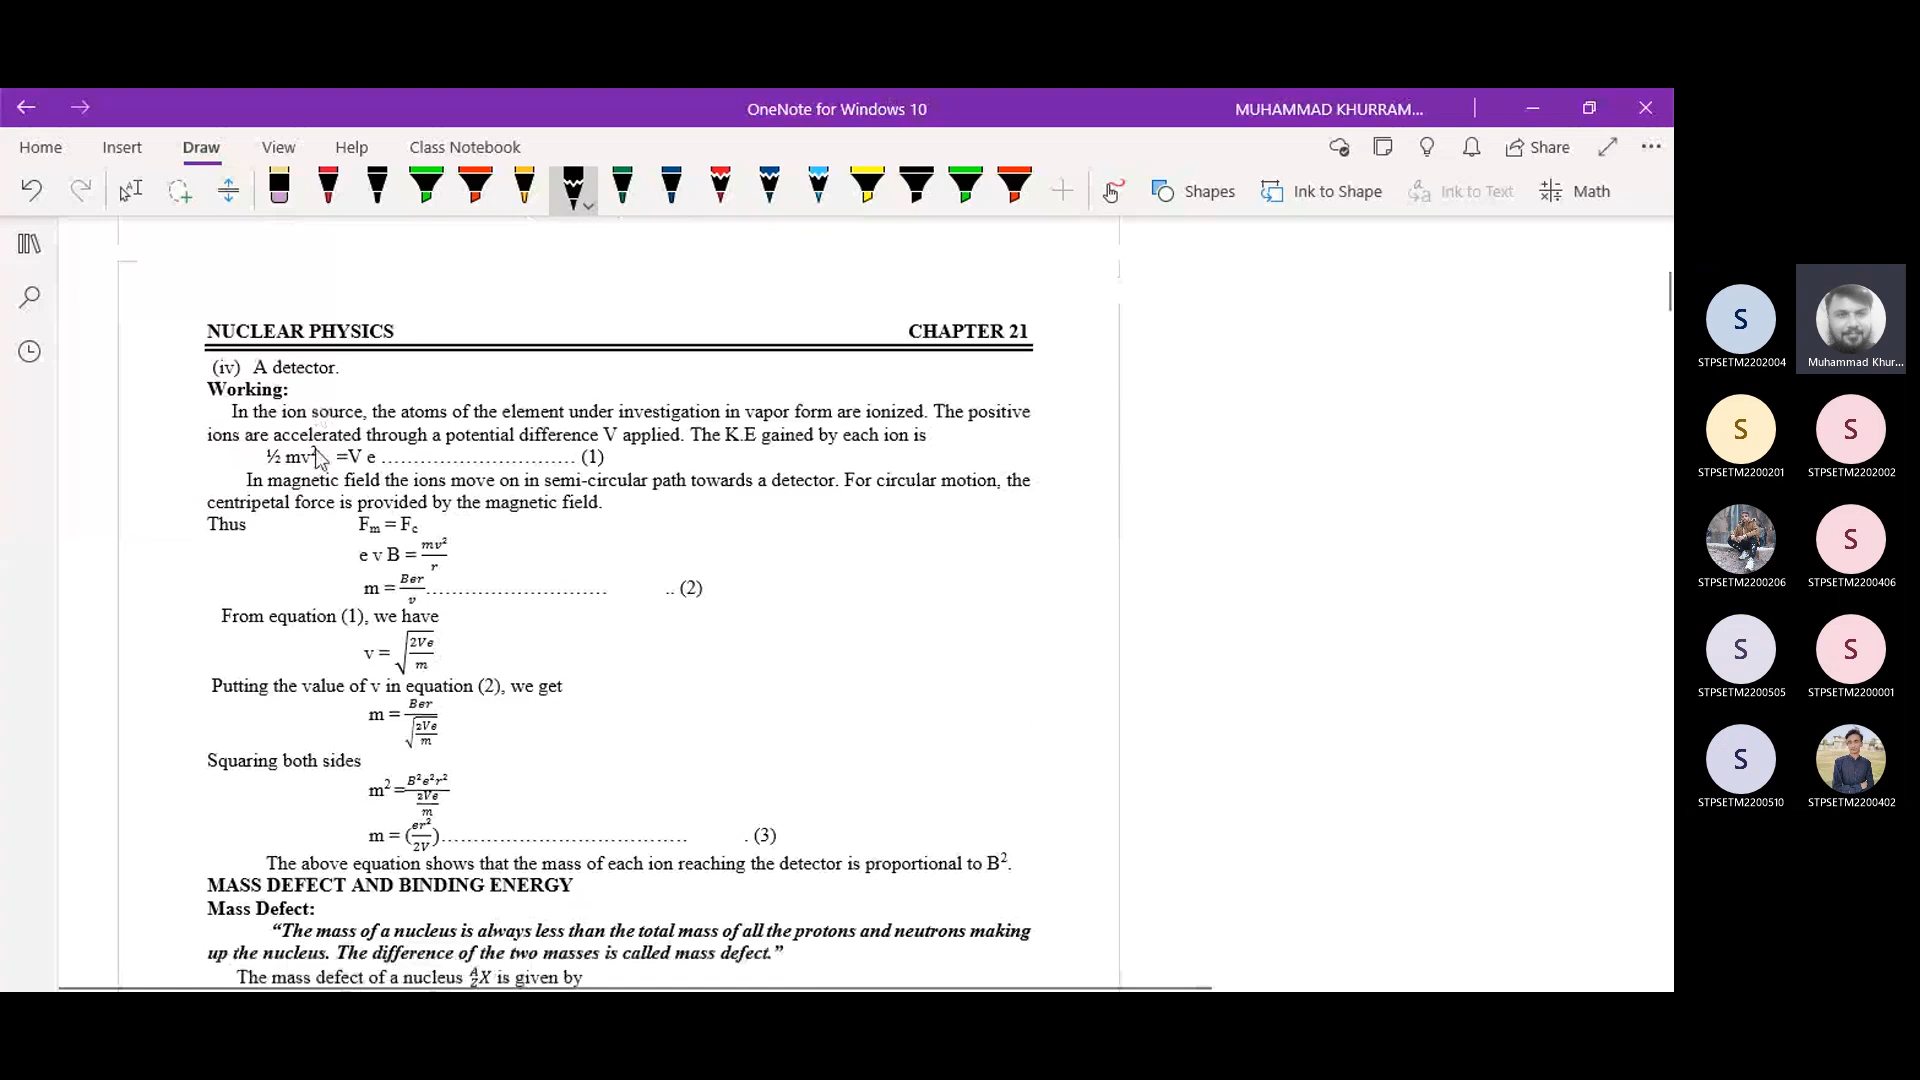 OneNote for Windows 10
MUHAMMAD KHURRAM...
Home Insert Draw View Help Class Notebook
Share
Shapes Ink to Shape Ink to Text Math
NUCLEAR PHYSICS CHAPTER 21
(iv) A detector.
Working:
In the ion source, the atoms of the element under investigation in vapor form are ionized. The positive
ions are accelerated through a potential difference V applied. The K.E gained by each ion is
½ mv² =V e ................................ (1)
In magnetic field the ions move on in semi-circular path towards a detector. For circular motion, the
centripetal force is provided by the magnetic field.
Thus Fₘ = F_c
e v B = mv²/r
m = Ber/v.............................. .. (2)
From equation (1), we have
v = √(2Ve/m)
Putting the value of v in equation (2), we get
m = Ber/√(2Ve/m)
Squaring both sides
m² = B²e²r²/(2Ve/m)
m = (er²/2V)......................................... . (3)
The above equation shows that the mass of each ion reaching the detector is proportional to B².
MASS DEFECT AND BINDING ENERGY
Mass Defect:
“The mass of a nucleus is always less than the total mass of all the protons and neutrons making
up the nucleus. The difference of the two masses is called mass defect.”
The mass defect of a nucleus ᴬ_ZX is given by
S
STPSETM2202004 Muhammad Khur...
S S
STPSETM2200201 STPSETM2202002
S
STPSETM2200206 STPSETM2200406
S S
STPSETM2200505 STPSETM2200001
S
STPSETM2200510 STPSETM2200402